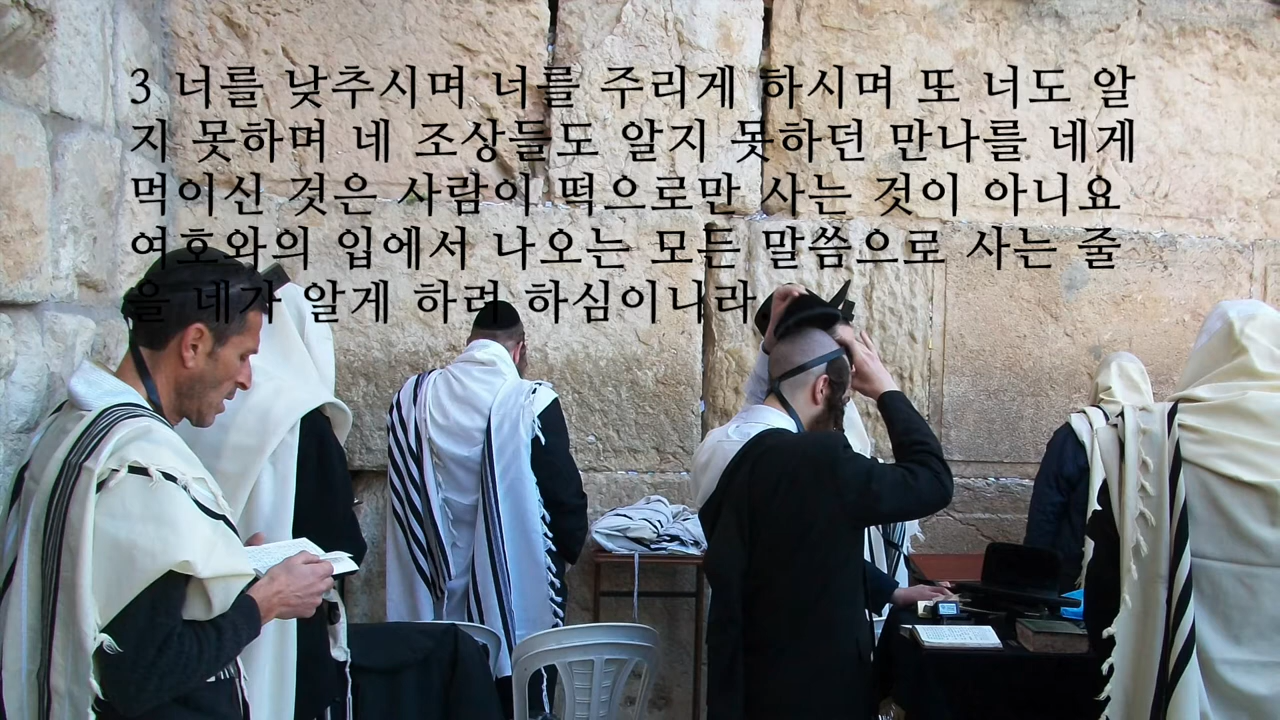 3 너를 낮추시며 너를 주리게 하시며 또 너도 알
지 못하며 네 조상들도 알지 못하던 만나를 네게
먹이신 것은 사람이 떡으로만 사는 것이 아니요
여호와의 입에서 나오는 모든 말씀으로 사는 줄
을 네가 알게 하려 하심이니라